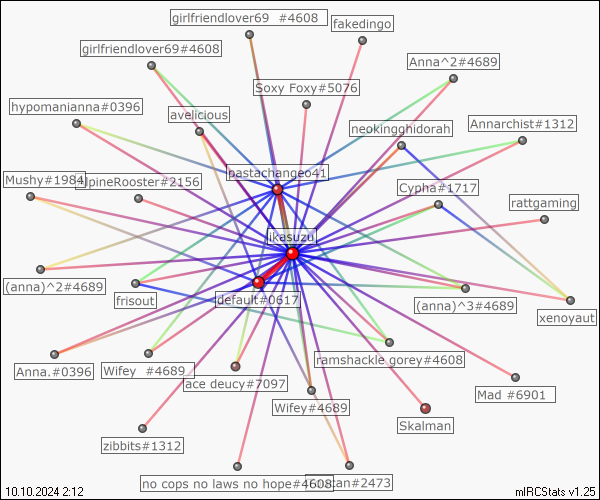 girlfriendlover69 #4608
fakedingo
girlfriendlover69#4608
Anna^2#4689
Soxy Foxy#5076
hypomanianna#0396
avelicious
neokingghidorah
Annarchist#1312
pastachangeo41
Mushy#1984
lpineRooster#2156
Cypha#1717
rattgaming
ikasuzu
(anna)^2#4689
frisout
default#0617
(anna)^3#4689
xenoyaut
Anna.#0396
Wifey #4689
ramshackle gorey#4608
ace deucy#7097
Mad #6901
Wifey#4689
Skalman
zibbits#1312
no cops no laws no hope#4608
tan#2473
10.10.2024 2:12
mIRCStats v1.25